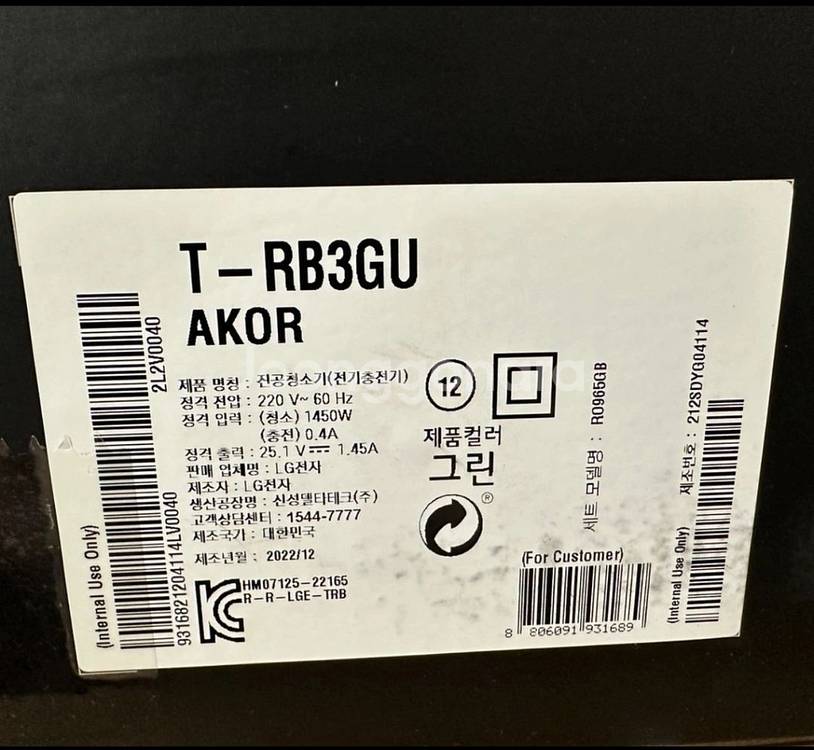 T-RB3GU
AKOR
제품 명칭 : 진공청소기(전기충전기)
정격 전압 : 220 V~ 60 Hz
정격 입력 : (청소) 1450W
(충전) 0.4A
정격 출력 : 25.1 V⎓ 1.45A
판매 업체명 : LG전자
제조자 : LG전자
생산공장명 : 신성델타테크(주)
고객상담센터 : 1544-7777
제조국가 : 대한민국
제조년월 : 2022/12
HM07125-22165
R-R-LGE-TRB
12
제품컬러
그린
®
(For Customer)
8 806091 931689
세트 모델명 : RO965GB
제조번호 : 212SDYG04114
(Internal Use Only)
2L2V0040
(Internal Use Only)
9316821204114LV0040